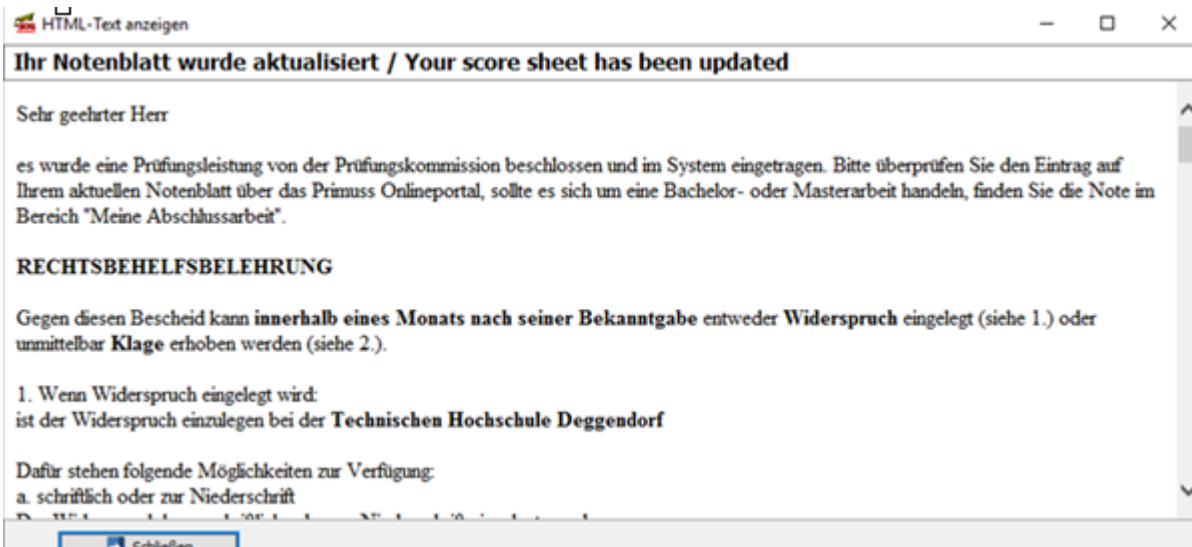 HTML-Text anzeigen
Ihr Notenblatt wurde aktualisiert / Your score sheet has been updated
Sehr geehrter Herr
es wurde eine Prüfungsleistung von der Prüfungskommission beschlossen und im System eingetragen. Bitte überprüfen Sie den Eintrag auf
Ihrem aktuellen Notenblatt über das Primuss Onlineportal, sollte es sich um eine Bachelor- oder Masterarbeit handeln, finden Sie die Note im
Bereich "Meine Abschlussarbeit".
RECHTSBEHELFSBELEHRUNG
Gegen diesen Bescheid kann innerhalb eines Monats nach seiner Bekanntgabe entweder Widerspruch eingelegt (siehe 1.) oder
unmittelbar Klage erhoben werden (siehe 2.).
1. Wenn Widerspruch eingelegt wird:
ist der Widerspruch einzulegen bei der Technischen Hochschule Deggendorf
Dafür stehen folgende Möglichkeiten zur Verfügung:
a. schriftlich oder zur Niederschrift
Schließen